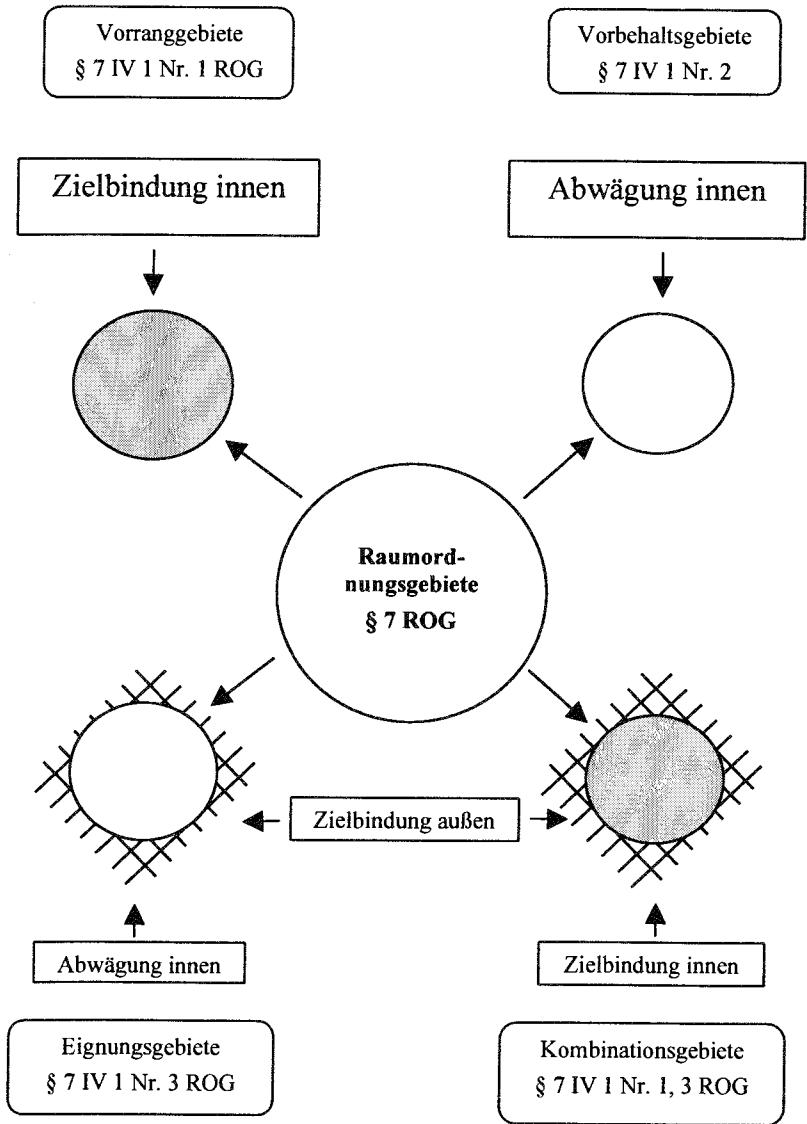 Vorranggebiete
§ 7 IV 1 Nr. 1 ROG
Vorbehaltsgebiete
§ 7 IV 1 Nr. 2
Zielbindung innen
Abwägung innen
Raumord-
nungsgebiete
§ 7 ROG
Zielbindung außen
Abwägung innen
Zielbindung innen
Eignungsgebiete
§ 7 IV 1 Nr. 3 ROG
Kombinationsgebiete
§ 7 IV 1 Nr. 1, 3 ROG